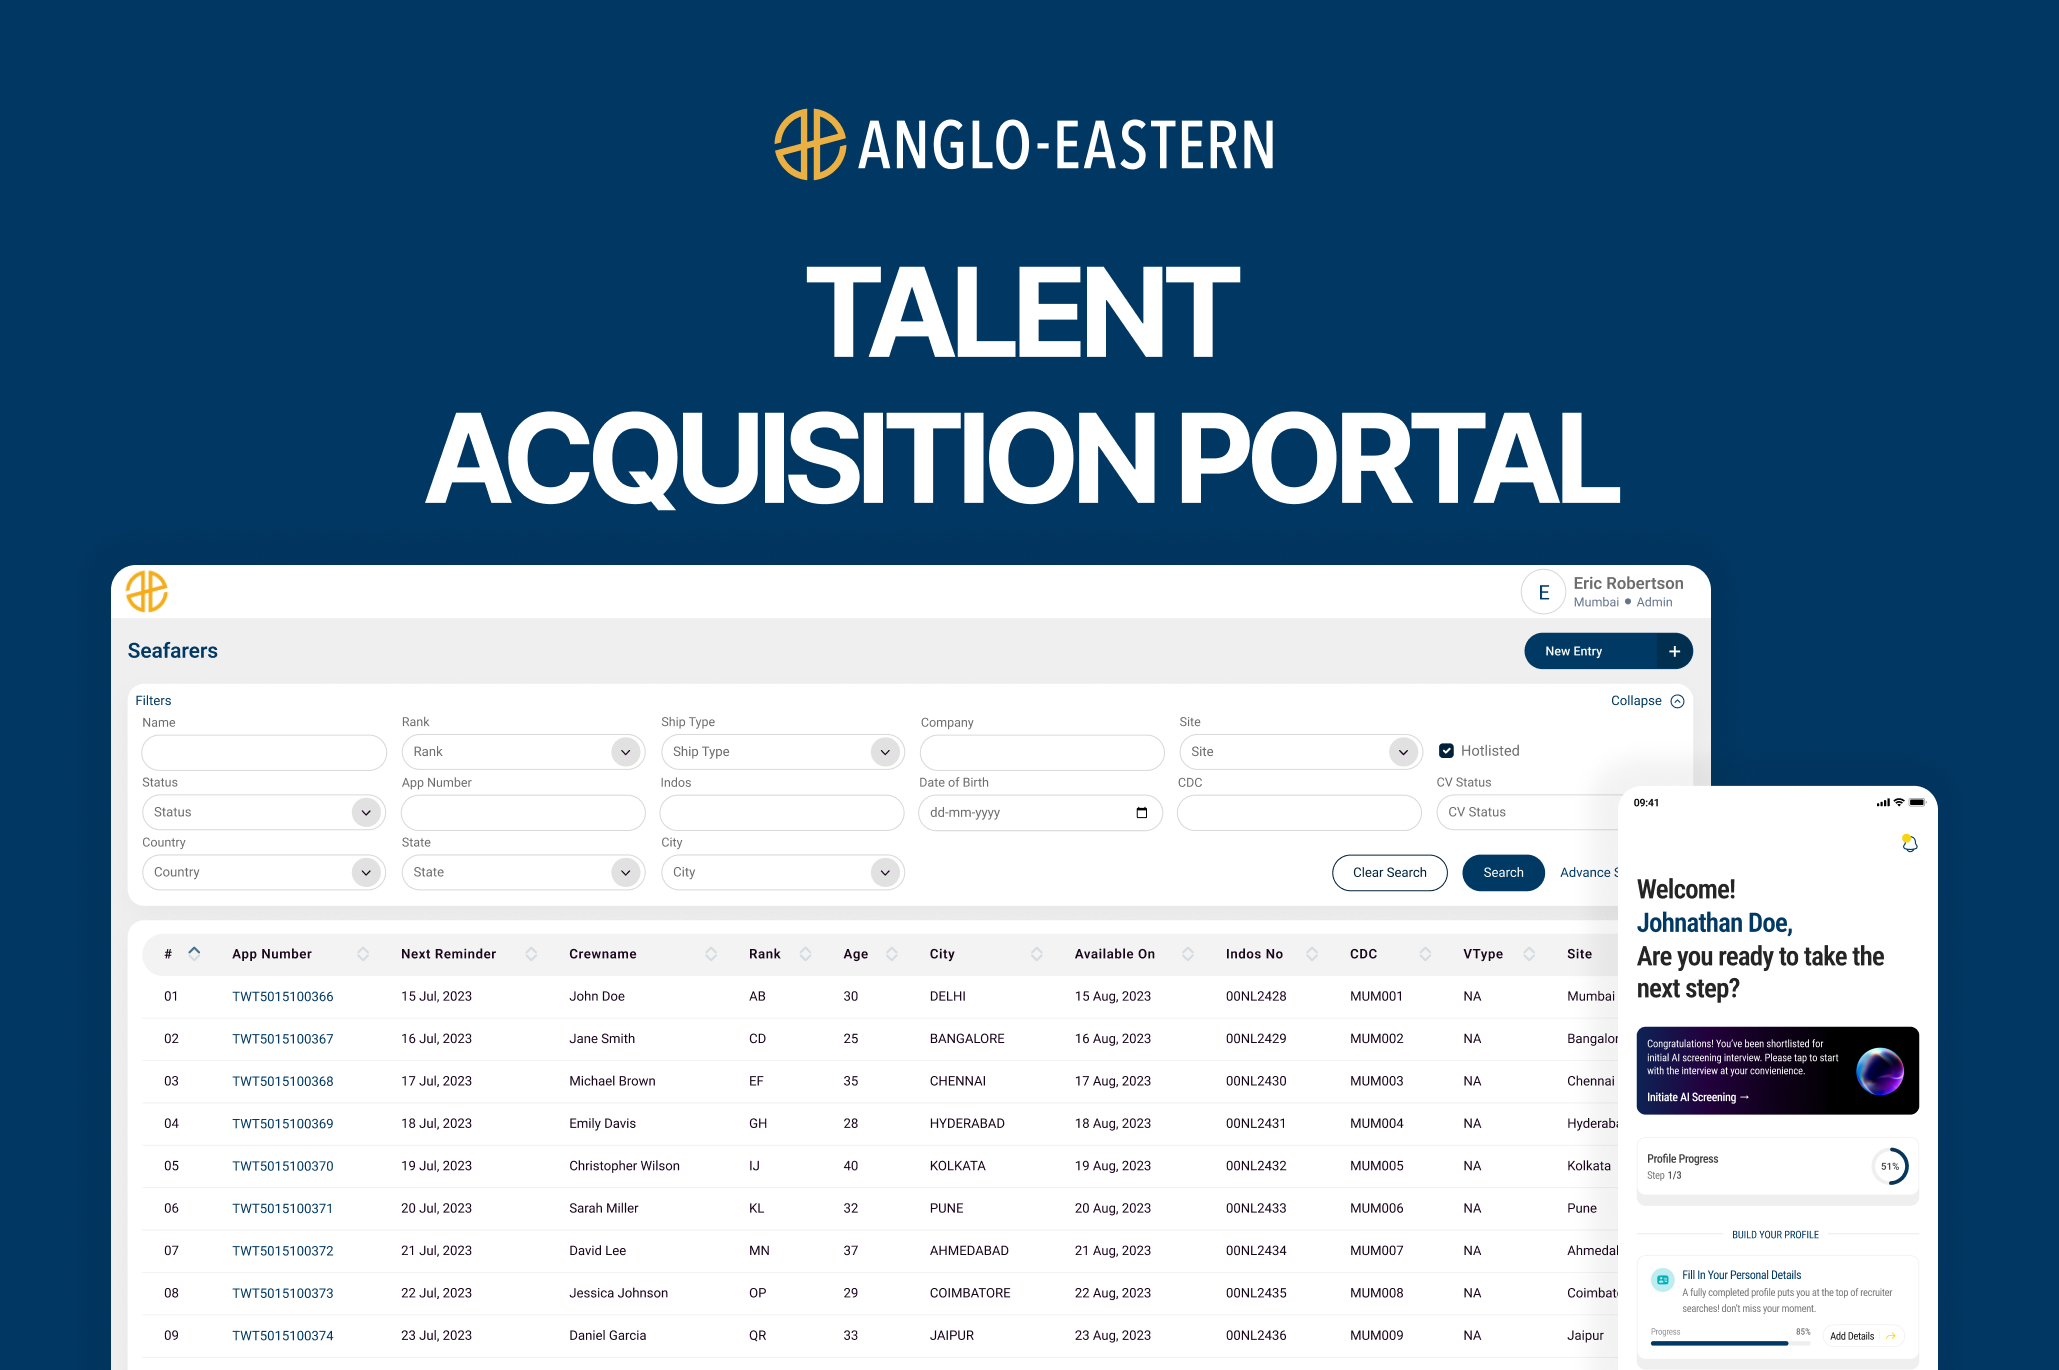 ANGLO-EASTERN
TALENT
ACQUISITION PORTAL
E
Eric Robertson
Mumbai • Admin
Seafarers
New Entry +
Filters
Collapse
Name
Rank
Ship Type
Company
Site
Rank
Ship Type
Site
Hotlisted
Status
App Number
Indos
Date of Birth
CDC
CV Status
Status
dd-mm-yyyy
CV Status
Country
State
City
Country
State
City
Clear Search
Search
Advance S
# App Number Next Reminder Crewname Rank Age City Available On Indos No CDC VType Site
01 TWT5015100366 15 Jul, 2023 John Doe AB 30 DELHI 15 Aug, 2023 00NL2428 MUM001 NA Mumbai
02 TWT5015100367 16 Jul, 2023 Jane Smith CD 25 BANGALORE 16 Aug, 2023 00NL2429 MUM002 NA Bangalor
03 TWT5015100368 17 Jul, 2023 Michael Brown EF 35 CHENNAI 17 Aug, 2023 00NL2430 MUM003 NA Chennai
04 TWT5015100369 18 Jul, 2023 Emily Davis GH 28 HYDERABAD 18 Aug, 2023 00NL2431 MUM004 NA Hyderaba
05 TWT5015100370 19 Jul, 2023 Christopher Wilson IJ 40 KOLKATA 19 Aug, 2023 00NL2432 MUM005 NA Kolkata
06 TWT5015100371 20 Jul, 2023 Sarah Miller KL 32 PUNE 20 Aug, 2023 00NL2433 MUM006 NA Pune
07 TWT5015100372 21 Jul, 2023 David Lee MN 37 AHMEDABAD 21 Aug, 2023 00NL2434 MUM007 NA Ahmedal
08 TWT5015100373 22 Jul, 2023 Jessica Johnson OP 29 COIMBATORE 22 Aug, 2023 00NL2435 MUM008 NA Coimbat
09 TWT5015100374 23 Jul, 2023 Daniel Garcia QR 33 JAIPUR 23 Aug, 2023 00NL2436 MUM009 NA Jaipur
09:41
Welcome!
Johnathan Doe,
Are you ready to take the
next step?
Congratulations! You've been shortlisted for
initial AI screening interview. Please tap to start
with the interview at your convienience.
Initiate AI Screening →
Profile Progress
Step 1/3
51%
BUILD YOUR PROFILE
Fill In Your Personal Details
A fully completed profile puts you at the top of recruiter
searches! don't miss your moment.
Progress
85%
Add Details